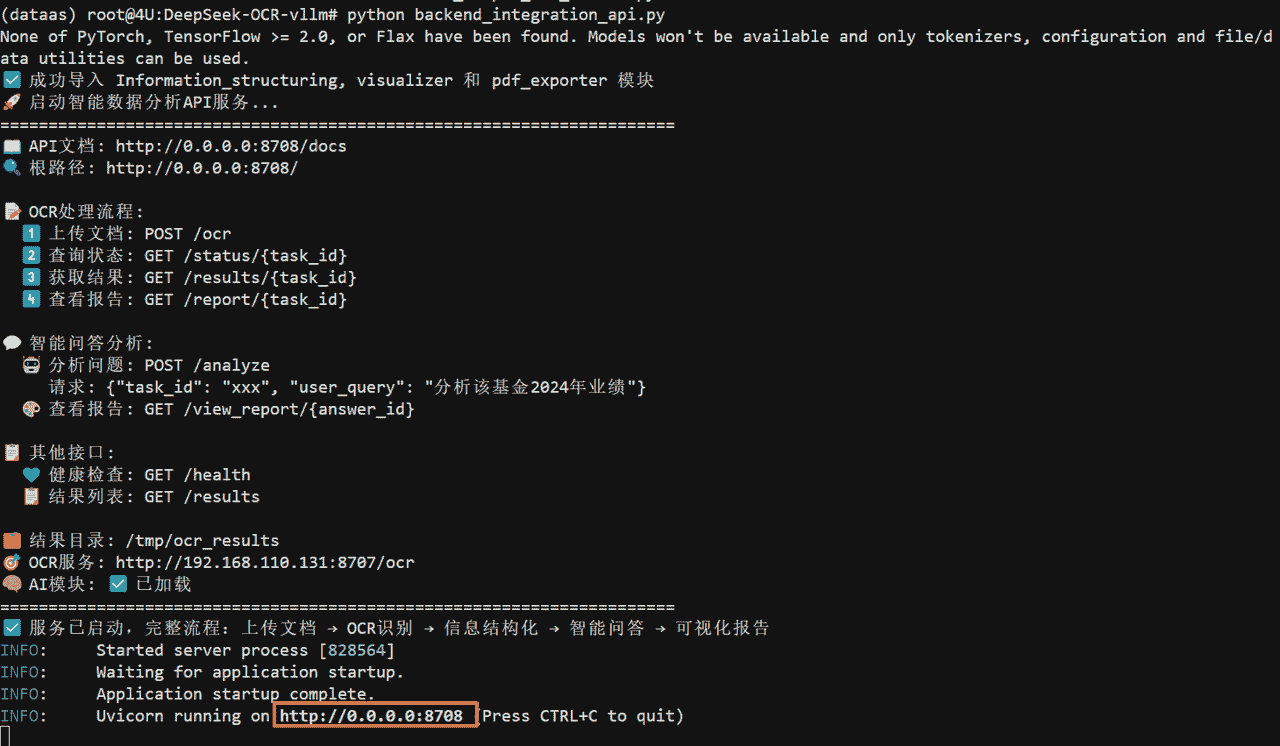 (dataas) root@4U:DeepSeek-OCR-vllm# python backend_integration_api.py
None of PyTorch, TensorFlow >= 2.0, or Flax have been found. Models won't be available and only tokenizers, configuration and file/d
ata utilities can be used.
✅ 成功导入 Information_structuring, visualizer 和 pdf_exporter 模块
🚀 启动智能数据分析API服务...
======================================================================
📖 API文档: http://0.0.0.0:8708/docs
🔍 根路径: http://0.0.0.0:8708/
📝 OCR处理流程:
1️⃣ 上传文档: POST /ocr
2️⃣ 查询状态: GET /status/{task_id}
3️⃣ 获取结果: GET /results/{task_id}
4️⃣ 查看报告: GET /report/{task_id}
💬 智能问答分析:
🤖 分析问题: POST /analyze
请求: {"task_id": "xxx", "user_query": "分析该基金2024年业绩"}
🎨 查看报告: GET /view_report/{answer_id}
📋 其他接口:
💙 健康检查: GET /health
📋 结果列表: GET /results
📁 结果目录: /tmp/ocr_results
🎯 OCR服务: http://192.168.110.131:8707/ocr
🧠 AI模块: ✅ 已加载
======================================================================
✅ 服务已启动，完整流程: 上传文档 → OCR识别 → 信息结构化 → 智能问答 → 可视化报告
INFO:     Started server process [828564]
INFO:     Waiting for application startup.
INFO:     Application startup complete.
INFO:     Uvicorn running on http://0.0.0.0:8708 (Press CTRL+C to quit)